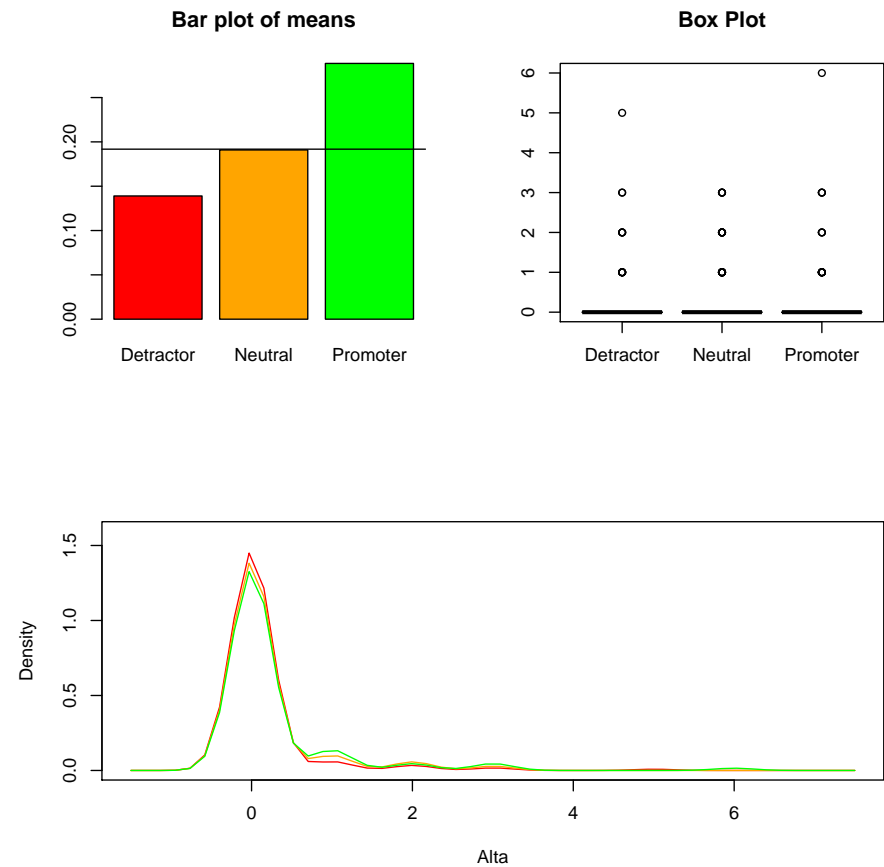 Bar plot of means
0.00 0.10 0.20
Detractor Neutral Promoter
Box Plot
0 1 2 3 4 5 6
Detractor Neutral Promoter
Density
0.0 0.5 1.0 1.5
0 2 4 6
Alta